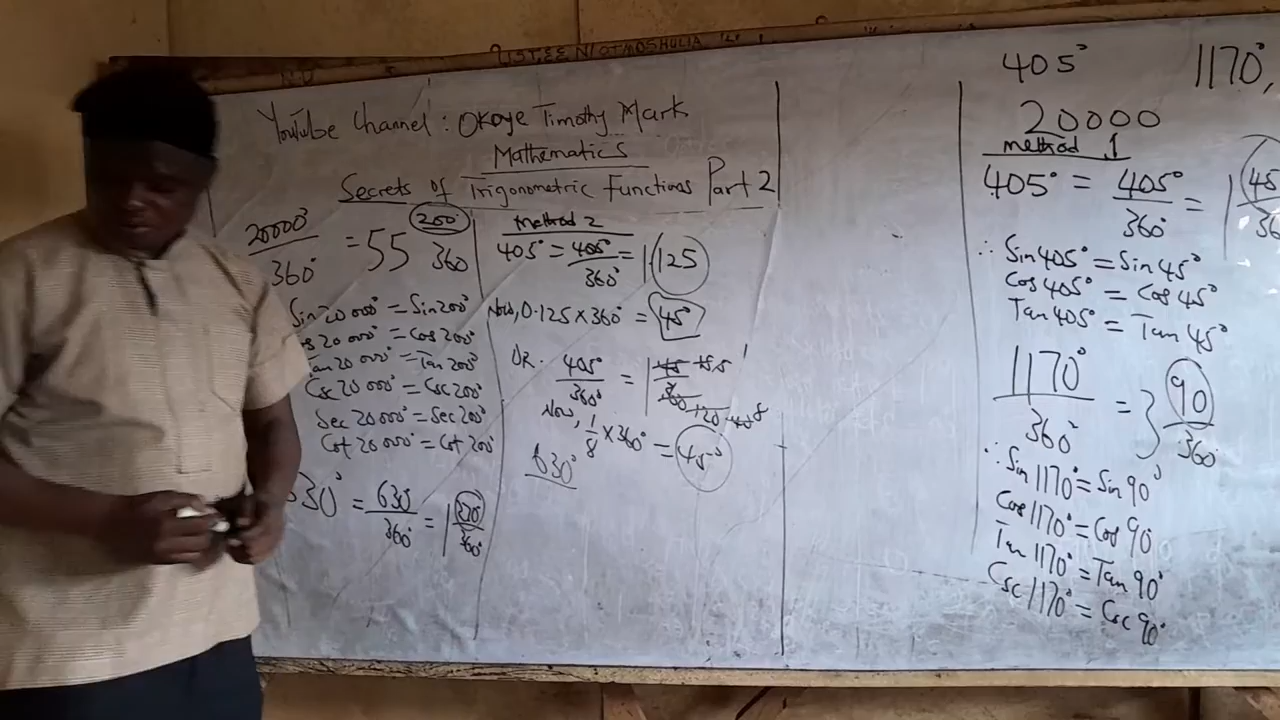 YouTube Channel: Okoye Timothy Mark
Mathematics
Secrets of Trigonometric Functions Part 2
20000° / 360° = 55 200° / 360
Sin 20000° = Sin 200°
Cos 20000° = Cos 200°
Tan 20000° = Tan 200°
Csc 20000° = Csc 200°
Sec 20000° = Sec 200°
Cot 20000° = Cot 200°
630° = 630 / 360° = 1 270° / 360°
Method 2
405° = 405° / 360° = 1.125
Now, 0.125 × 360° = 45°
OR. 405° / 360° = 1 45 / 360
Now, 1/8 × 360° = 45°
630°
405° 1170°,
20000
method 1
405° = 405° / 360° = 1 45 / 36
∴ Sin 405° = Sin 45°
Cos 405° = Cos 45°
Tan 405° = Tan 45°
1170° / 360° = 3 90 / 360°
∴ Sin 1170° = Sin 90°
Cos 1170° = Cos 90
Tan 1170° = Tan 90°
Csc 1170° = Csc 90°